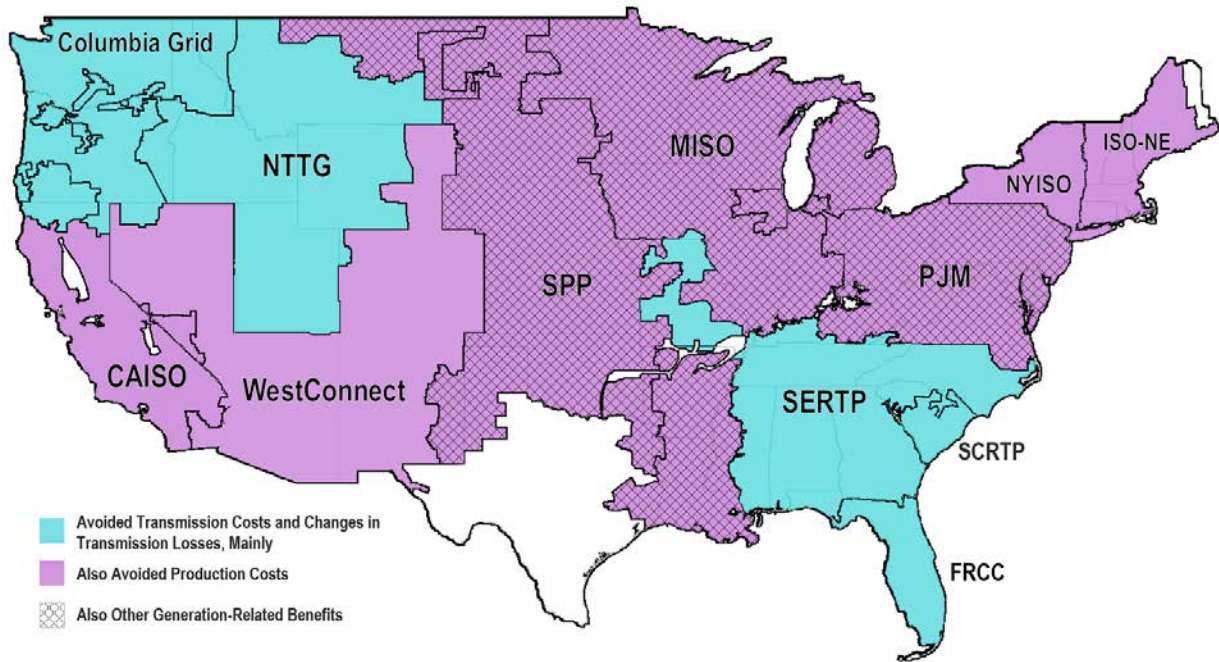 Columbia Grid
NTTG
MISO
ISO-NE
NYISO
SPP
PJM
CAISO
WestConnect
SERTP
SCRTP
FRCC
Avoided Transmission Costs and Changes in
Transmission Losses, Mainly
Also Avoided Production Costs
Also Other Generation-Related Benefits